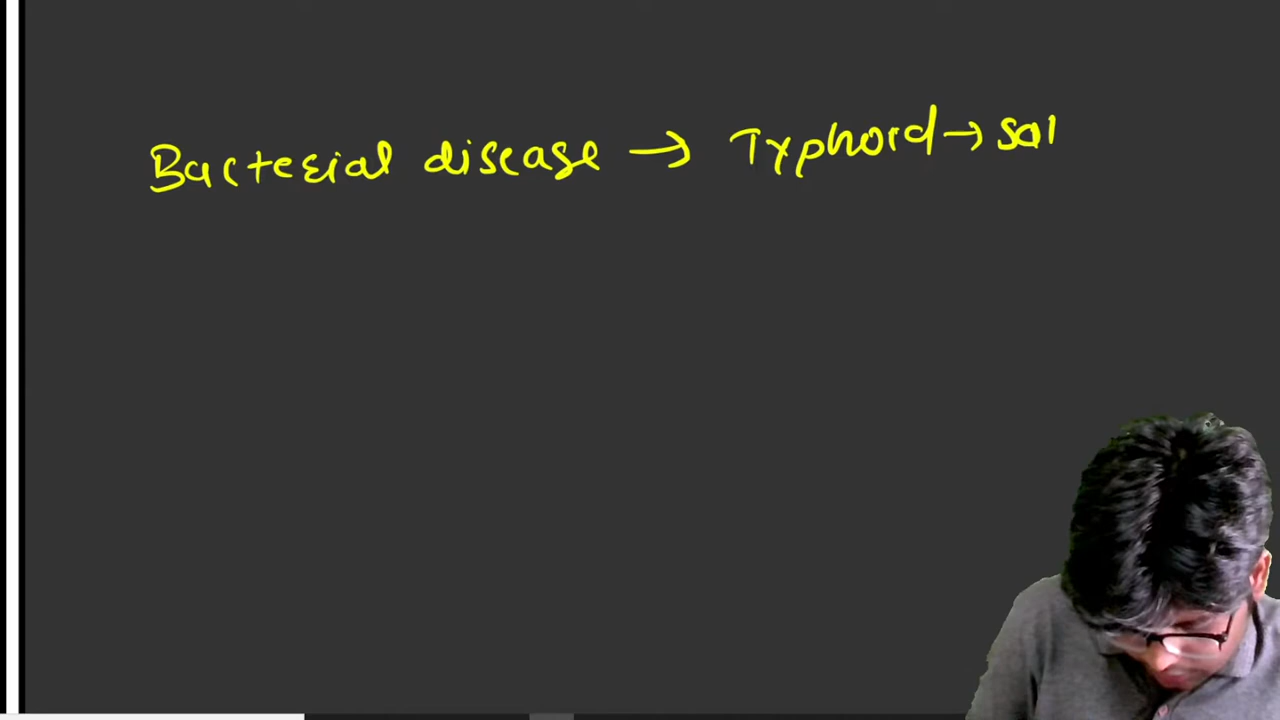 Bacterial disease → Typhoid → sal